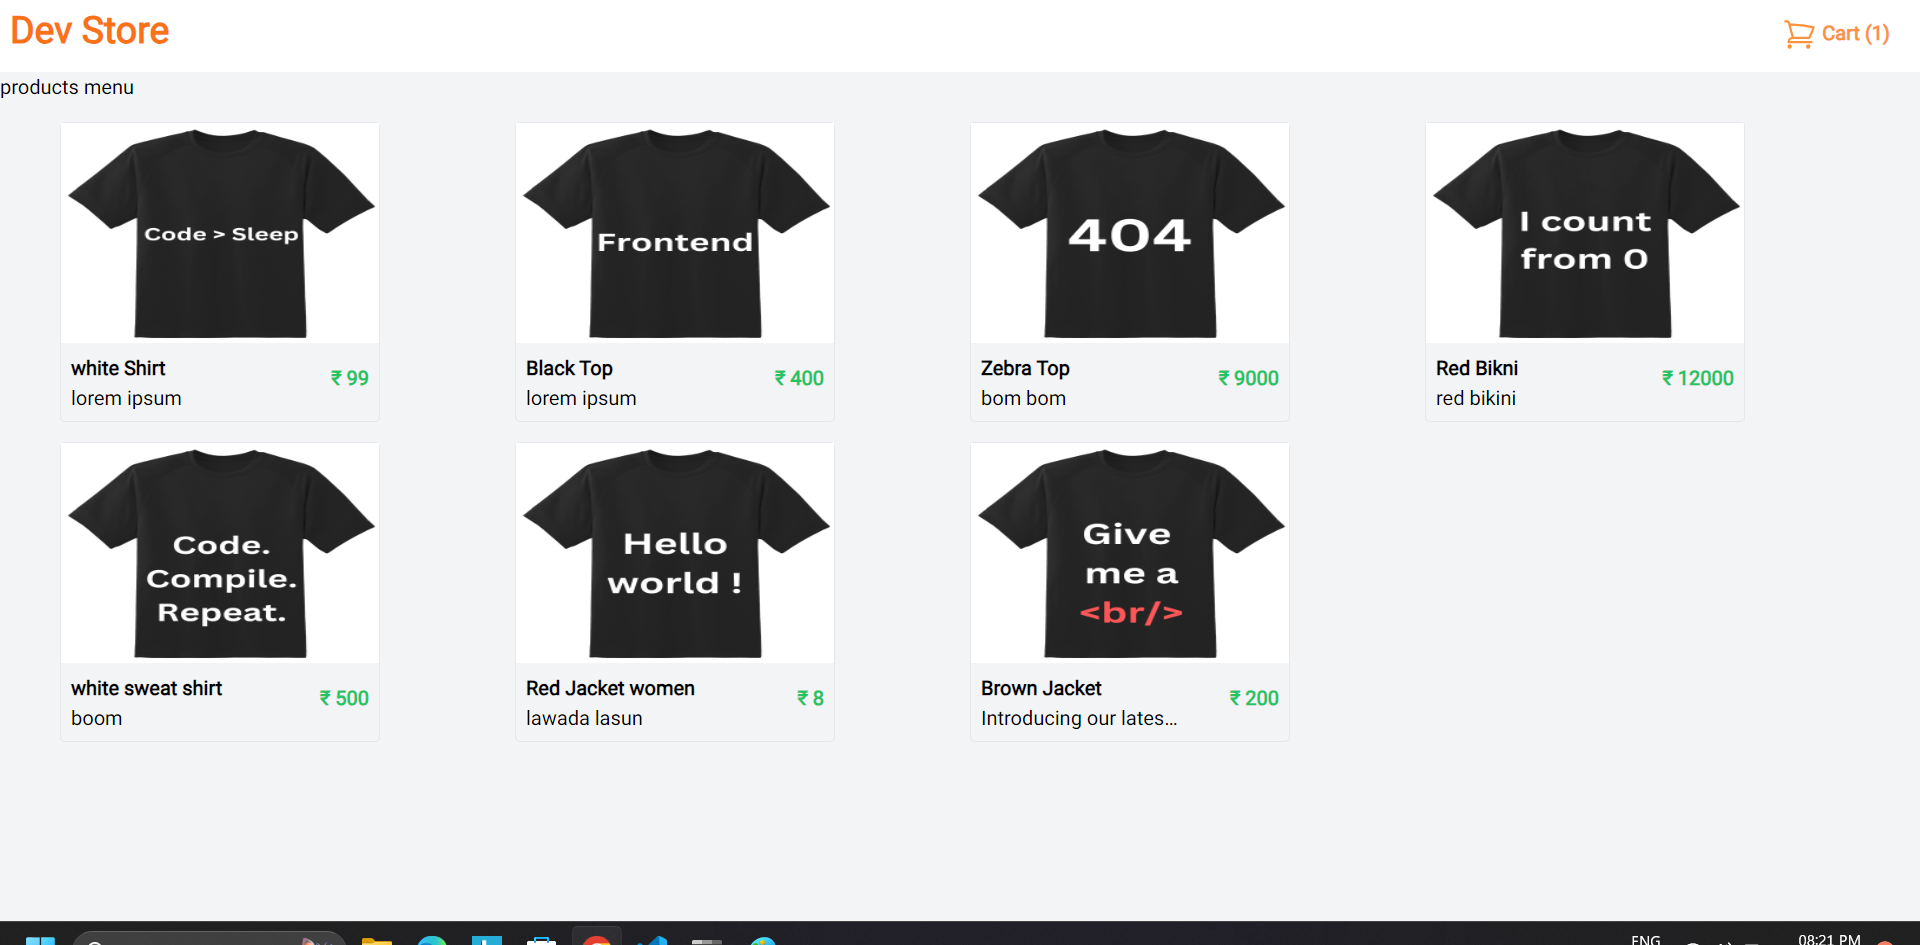 Dev Store
Cart (1)
products menu
Code > Sleep
Frontend
404
I count
from 0
white Shirt
₹ 99
lorem ipsum
Black Top
₹ 400
lorem ipsum
Zebra Top
₹ 9000
bom bom
Red Bikni
₹ 12000
red bikini
Code.
Compile.
Repeat.
Hello
world !
Give
me a
<br/>
white sweat shirt
₹ 500
boom
Red Jacket women
₹ 8
lawada lasun
Brown Jacket
₹ 200
Introducing our lates...
ENG
08:21 PM